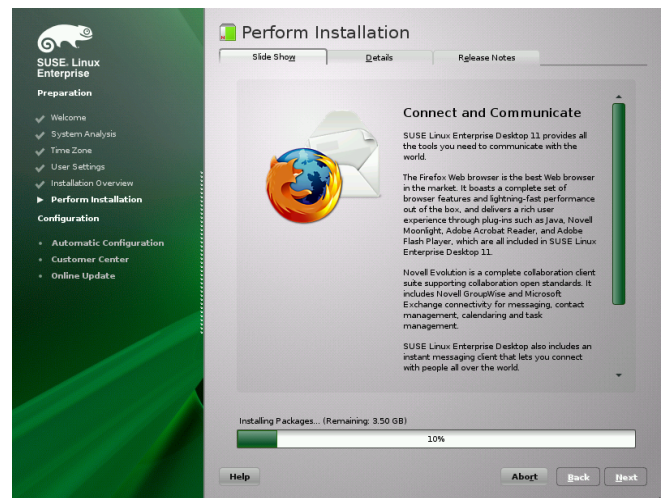 SUSE. Linux
Enterprise
Preparation
Welcome
System Analysis
Time Zone
User Settings
Installation Overview
Perform Installation
Configuration
Automatic Configuration
Customer Center
Online Update
Perform Installation
Slide Show
Details
Release Notes
Connect and Communicate
SUSE Linux Enterprise Desktop 11 provides all
the tools you need to communicate with the
world.
The Firefox Web browser is the best Web browser
in the market. It boasts a complete set of
browser features and lightning-fast performance
out of the box, and delivers a rich user
experience through plug-ins such as Java, Novell
Moonlight, Adobe Acrobat Reader, and Adobe
Flash Player, which are all included in SUSE Linux
Enterprise Desktop 11.
Novell Evolution is a complete collaboration client
suite supporting collaboration open standards. It
includes Novell GroupWise and Microsoft
Exchange connectivity for messaging, contact
management, calendaring and task
management.
SUSE Linux Enterprise Desktop also includes an
instant messaging client that lets you connect
with people all over the world.
Installing Packages... (Remaining: 3.50 GB)
10%
Help
Abort
Back
Next